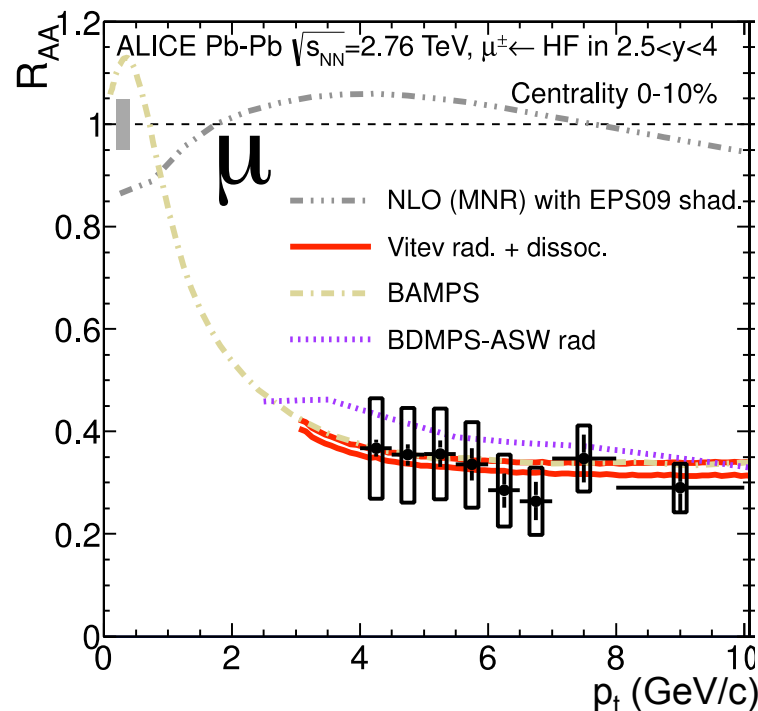 R_AA
ALICE Pb-Pb √s_NN=2.76 TeV, μ±← HF in 2.5<y<4
Centrality 0-10%
μ
NLO (MNR) with EPS09 shad.
Vitev rad. + dissoc.
BAMPS
BDMPS-ASW rad
1.2
1
0.8
0.6
0.4
0.2
0
0 2 4 6 8 10
p_t (GeV/c)